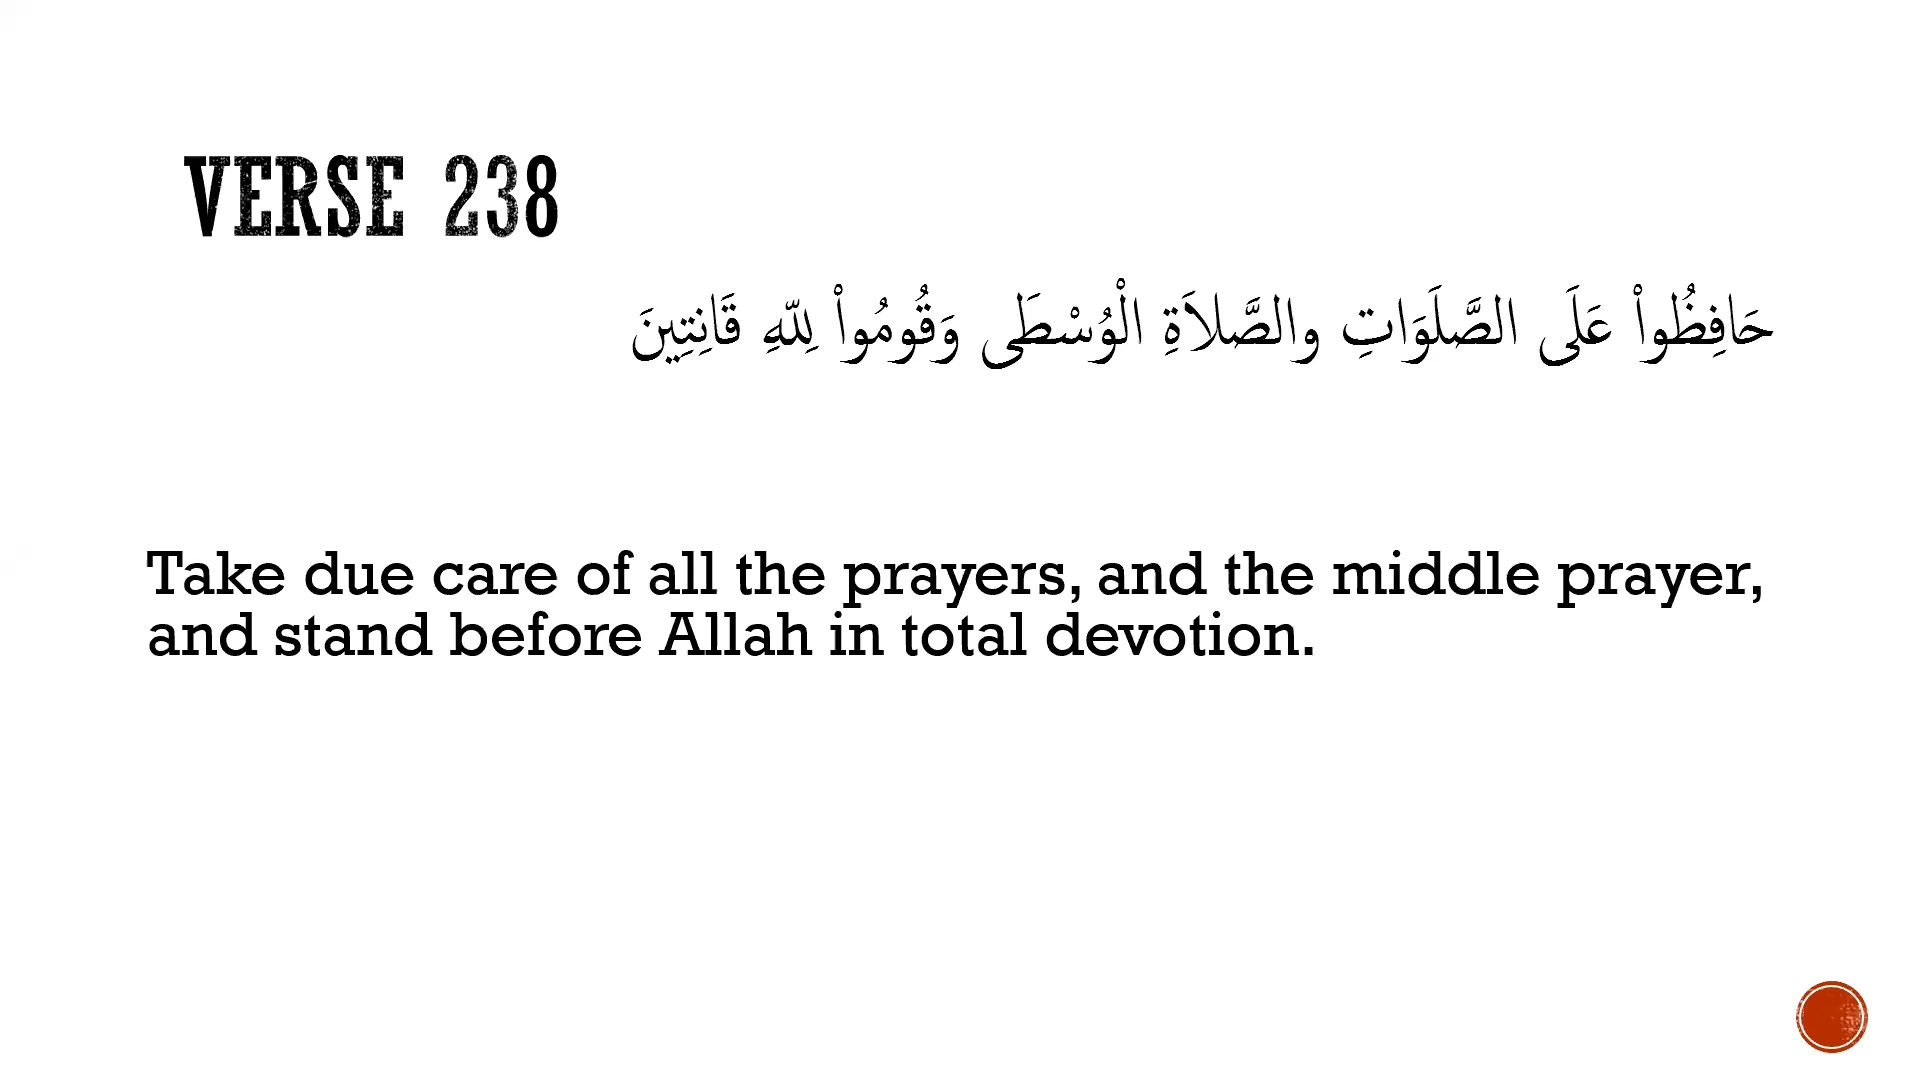 VERSE 238
حَافِظُواْ عَلَى الصَّلَوَاتِ والصَّلاَةِ الْوُسْطَى وَقُومُواْ لِلّهِ قَانِتِينَ
Take due care of all the prayers, and the middle prayer,
and stand before Allah in total devotion.